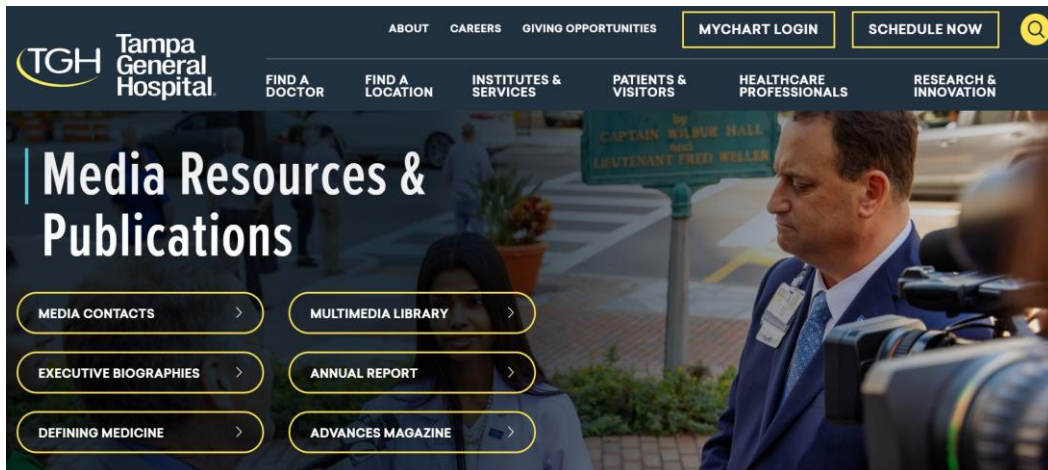 TGH
Tampa
General
Hospital.
ABOUT CAREERS GIVING OPPORTUNITIES MYCHART LOGIN SCHEDULE NOW
FIND A
DOCTOR
FIND A
LOCATION
INSTITUTES &
SERVICES
PATIENTS &
VISITORS
HEALTHCARE
PROFESSIONALS
RESEARCH &
INNOVATION
by
CAPTAIN WILBUR HALL
and
LIEUTENANT FRED WELLER
Media Resources &
Publications
MEDIA CONTACTS
MULTIMEDIA LIBRARY
EXECUTIVE BIOGRAPHIES
ANNUAL REPORT
DEFINING MEDICINE
ADVANCES MAGAZINE